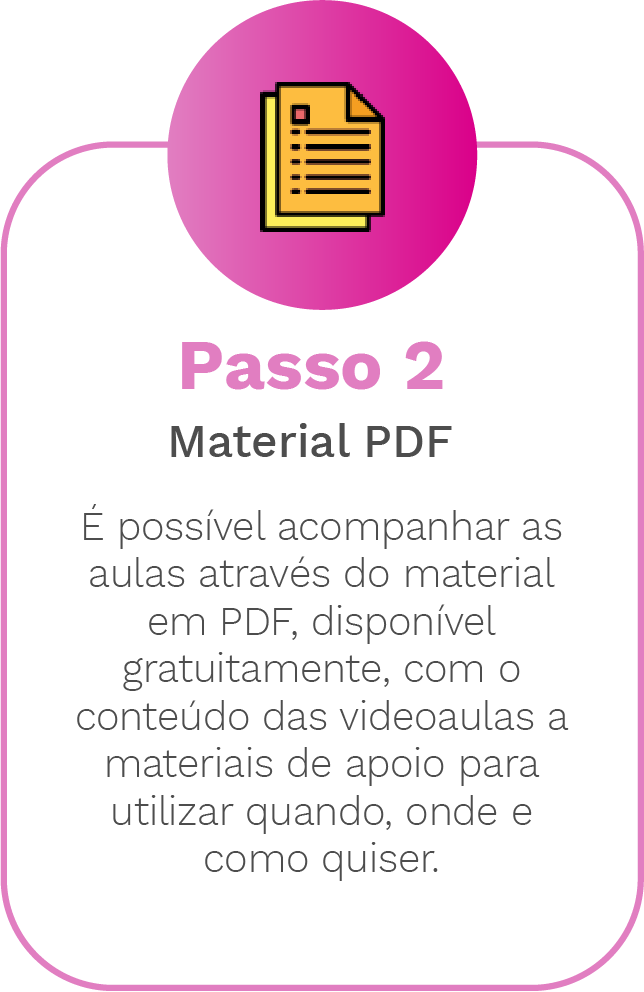 Passo 2
Material PDF
É possível acompanhar as
aulas através do material
em PDF, disponível
gratuitamente, com o
conteúdo das videoaulas a
materiais de apoio para
utilizar quando, onde e
como quiser.